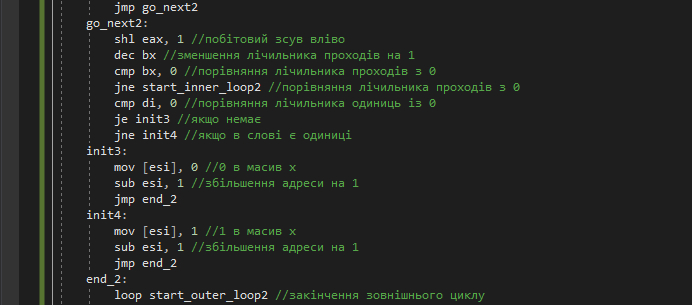 jmp go_next2
go_next2:
shl eax, 1 //побітовий зсув вліво
dec bx //зменшення лічильника проходів на 1
cmp bx, 0 //порівняння лічильника проходів з 0
jne start_inner_loop2 //порівняння лічильника проходів з 0
cmp di, 0 //порівняння лічильника одиниць із 0
je init3 //якщо немає
jne init4 //якщо в слові є одиниці
init3:
mov [esi], 0 //0 в масив x
sub esi, 1 //збільшення адреси на 1
jmp end_2
init4:
mov [esi], 1 //1 в масив x
sub esi, 1 //збільшення адреси на 1
jmp end_2
end_2:
loop start_outer_loop2 //закінчення зовнішнього циклу